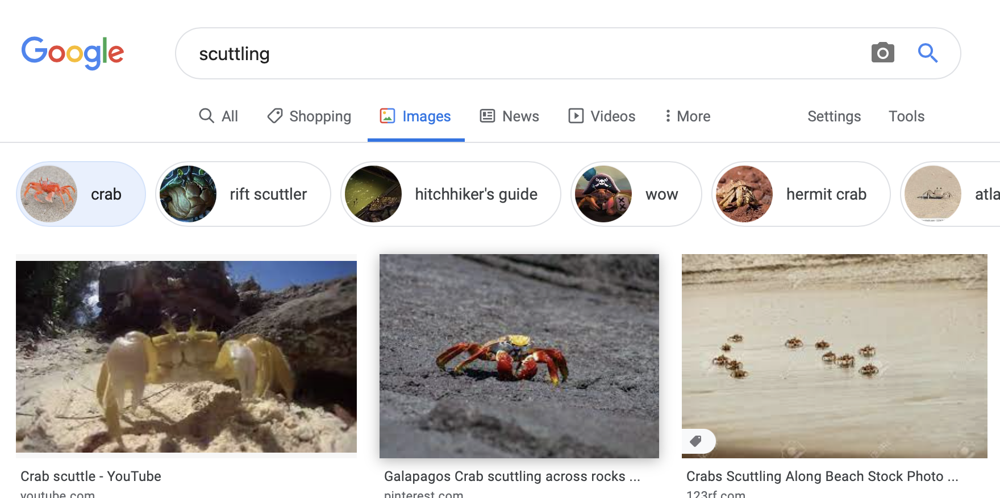 Google
scuttling
All Shopping Images News Videos More Settings Tools
crab rift scuttler hitchhiker's guide wow hermit crab atla
Crab scuttle - YouTube Galapagos Crab scuttling across rocks ... Crabs Scuttling Along Beach Stock Photo ...
youtube.com pinterest.com 123rf.com